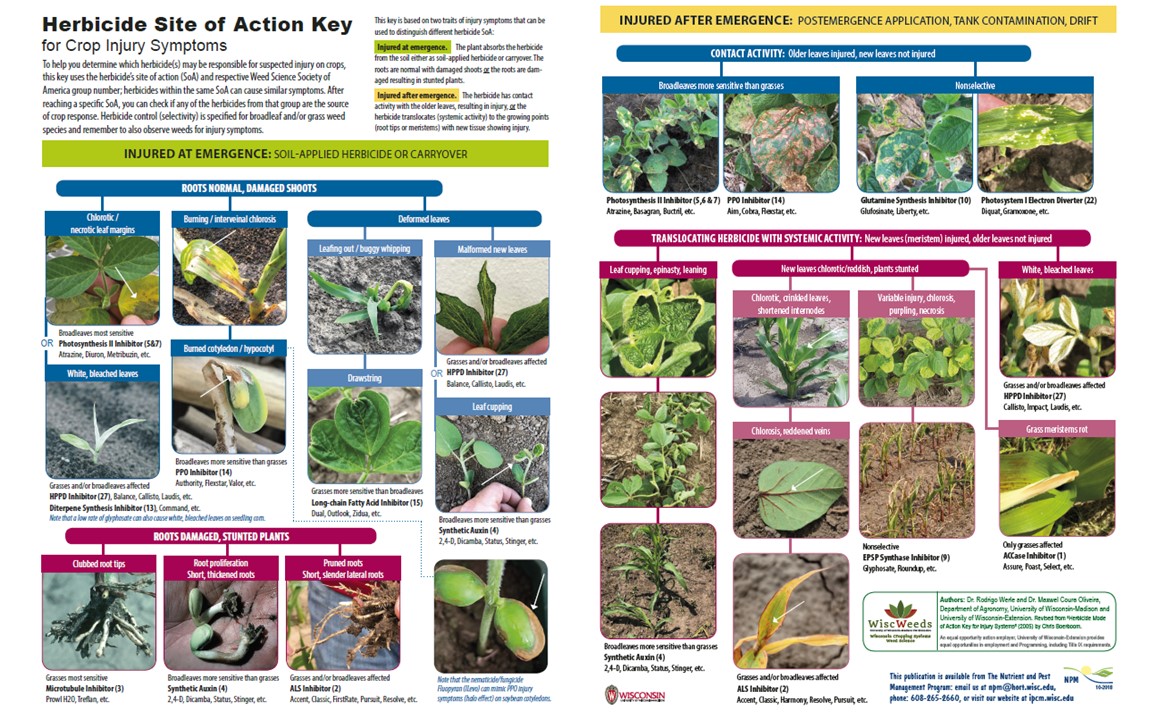 Herbicide Site of Action Key
for Crop Injury Symptoms
To help you determine which herbicide(s) may be responsible for suspected injury on crops,
this key uses the herbicide's site of action (SoA) and respective Weed Science Society of
America group number; herbicides within the same SoA can cause similar symptoms. After
reaching a specific SoA, you can check if any of the herbicides from that group are the source
of crop response. Herbicide control (selectivity) is specified for broadleaf and/or grass weed
species and remember to also observe weeds for injury symptoms.
This key is based on two traits of injury symptoms that can be
used to distinguish different herbicide SoA:
Injured at emergence. The plant absorbs the herbicide
from the soil either as soil-applied herbicide or carryover. The
roots are normal with damaged shoots or the roots are dam-
aged resulting in stunted plants.
Injured after emergence. The herbicide has contact
activity with the older leaves, resulting in injury, or the
herbicide translocates (systemic activity) to the growing points
(root tips or meristems) with new tissue showing injury.
INJURED AT EMERGENCE: SOIL-APPLIED HERBICIDE OR CARRYOVER
ROOTS NORMAL, DAMAGED SHOOTS
Chlorotic /
necrotic leaf margins
Broadleaves most sensitive
Photosynthesis II Inhibitor (5&7)
Atrazine, Diuron, Metribuzin, etc.
OR
White, bleached leaves
Grasses and/or broadleaves affected
HPPD Inhibitor (27), Balance, Callisto, Laudis, etc.
Diterpene Synthesis Inhibitor (13), Command, etc.
Note that a low rate of glyphosate can also cause white, bleached leaves on seedling corn.
Burning / interveinal chlorosis
Burned cotyledon / hypocotyl
Broadleaves more sensitive than grasses
PPO Inhibitor (14)
Authority, Flexstar, Valor, etc.
Deformed leaves
Leafing out / buggy whipping
Drawstring
Grasses more sensitive than broadleaves
Long-chain Fatty Acid Inhibitor (15)
Dual, Outlook, Zidua, etc.
Malformed new leaves
Grasses and/or broadleaves affected
HPPD Inhibitor (27)
Balance, Callisto, Laudis, etc.
OR
Leaf cupping
Broadleaves more sensitive than grasses
Synthetic Auxin (4)
2,4-D, Dicamba, Status, Stinger, etc.
ROOTS DAMAGED, STUNTED PLANTS
Clubbed root tips
Grasses most sensitive
Microtubule Inhibitor (3)
Prowl H20, Treflan, etc.
Root proliferation
Short, thickened roots
Broadleaves more sensitive than grasses
Synthetic Auxin (4)
2,4-D, Dicamba, Status, Stinger, etc.
Pruned roots
Short, slender lateral roots
Grasses and/or broadleaves affected
ALS Inhibitor (2)
Accent, Classic, FirstRate, Pursuit, Resolve, etc.
Note that the nematicide/fungicide
Fluopyran (ILevo) can mimic PPO injury
symptoms (halo effect) on soybean cotyledons.
INJURED AFTER EMERGENCE: POSTEMERGENCE APPLICATION, TANK CONTAMINATION, DRIFT
CONTACT ACTIVITY: Older leaves injured, new leaves not injured
Broadleaves more sensitive than grasses
Photosynthesis II Inhibitor (5,6 & 7)
Atrazine, Basagran, Buctril, etc.
PPO Inhibitor (14)
Aim, Cobra, Flexstar, etc.
Nonselective
Glutamine Synthesis Inhibitor (10)
Glufosinate, Liberty, etc.
Photosystem I Electron Diverter (22)
Diquat, Gramoxone, etc.
TRANSLOCATING HERBICIDE WITH SYSTEMIC ACTIVITY: New leaves (meristem) injured, older leaves not injured
Leaf cupping, epinasty, leaning
Broadleaves more sensitive than grasses
Synthetic Auxin (4)
2,4-D, Dicamba, Status, Stinger, etc.
New leaves chlorotic/reddish, plants stunted
Chlorotic, crinkled leaves,
shortened internodes
Chlorosis, reddened veins
Grasses and/or broadleaves affected
ALS Inhibitor (2)
Accent, Classic, Harmony, Resolve, Pursuit, etc.
Variable injury, chlorosis,
purpling, necrosis
Nonselective
EPSP Synthase Inhibitor (9)
Glyphosate, Roundup, etc.
White, bleached leaves
Grasses and/or broadleaves affected
HPPD Inhibitor (27)
Callisto, Impact, Laudis, etc.
Grass meristems rot
Only grasses affected
ACCase Inhibitor (1)
Assure, Poast, Select, etc.
WiscWeeds
Wisconsin Cropping Systems
Weed Science
Authors: Dr. Rodrigo Werle and Dr. Maxwel Coura Oliveira,
Department of Agronomy, University of Wisconsin-Madison and
University of Wisconsin-Extension. Revised from "Herbicide Mode
of Action Key for Injury Systems" (2005) by Chris Boerboom.
An equal opportunity action employer, University of Wisconsin-Extension provides
equal opportunities in employment and Programming, including Title IX requirements.
WISCONSIN
This publication is available from The Nutrient and Pest
Management Program: email us at npm@hort.wisc.edu,
phone: 608-265-2660, or visit our website at ipcm.wisc.edu
NPM
10-2018